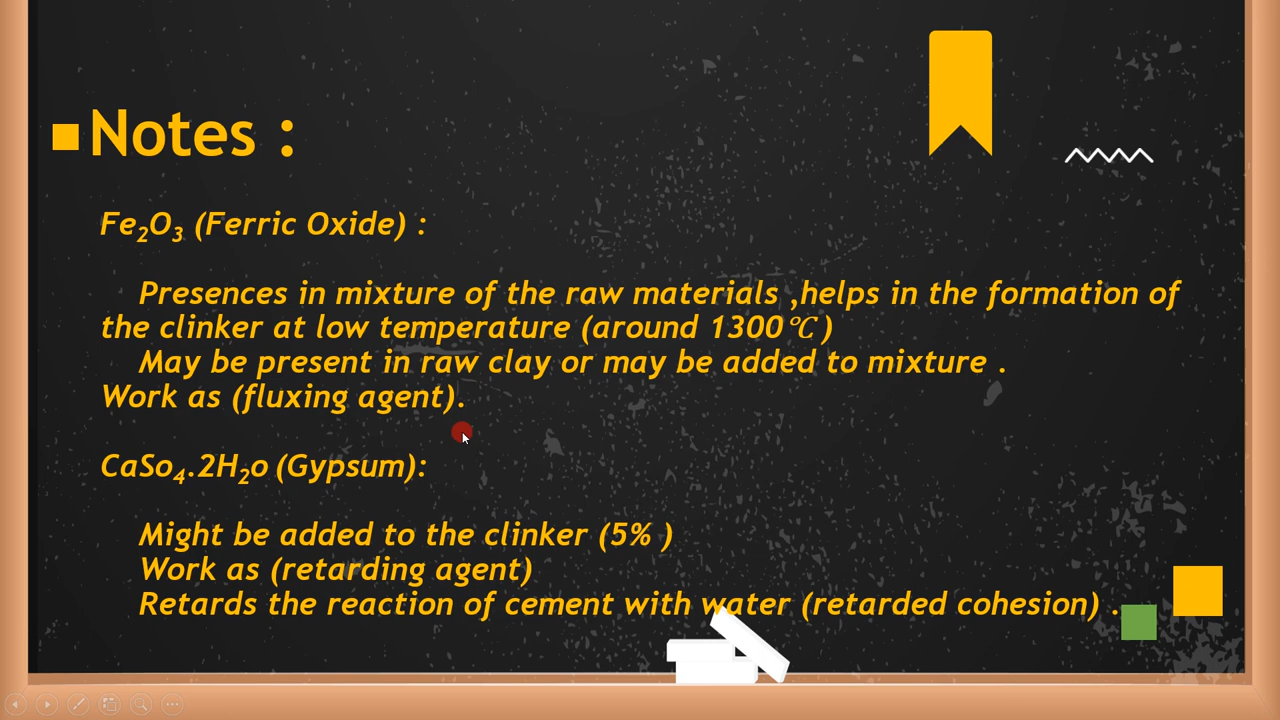 Notes :
Fe₂O₃ (Ferric Oxide) :
Presences in mixture of the raw materials ,helps in the formation of
the clinker at low temperature (around 1300℃ )
May be present in raw clay or may be added to mixture .
Work as (fluxing agent).
CaSo₄.2H₂o (Gypsum):
Might be added to the clinker (5% )
Work as (retarding agent)
Retards the reaction of cement with water (retarded cohesion) .